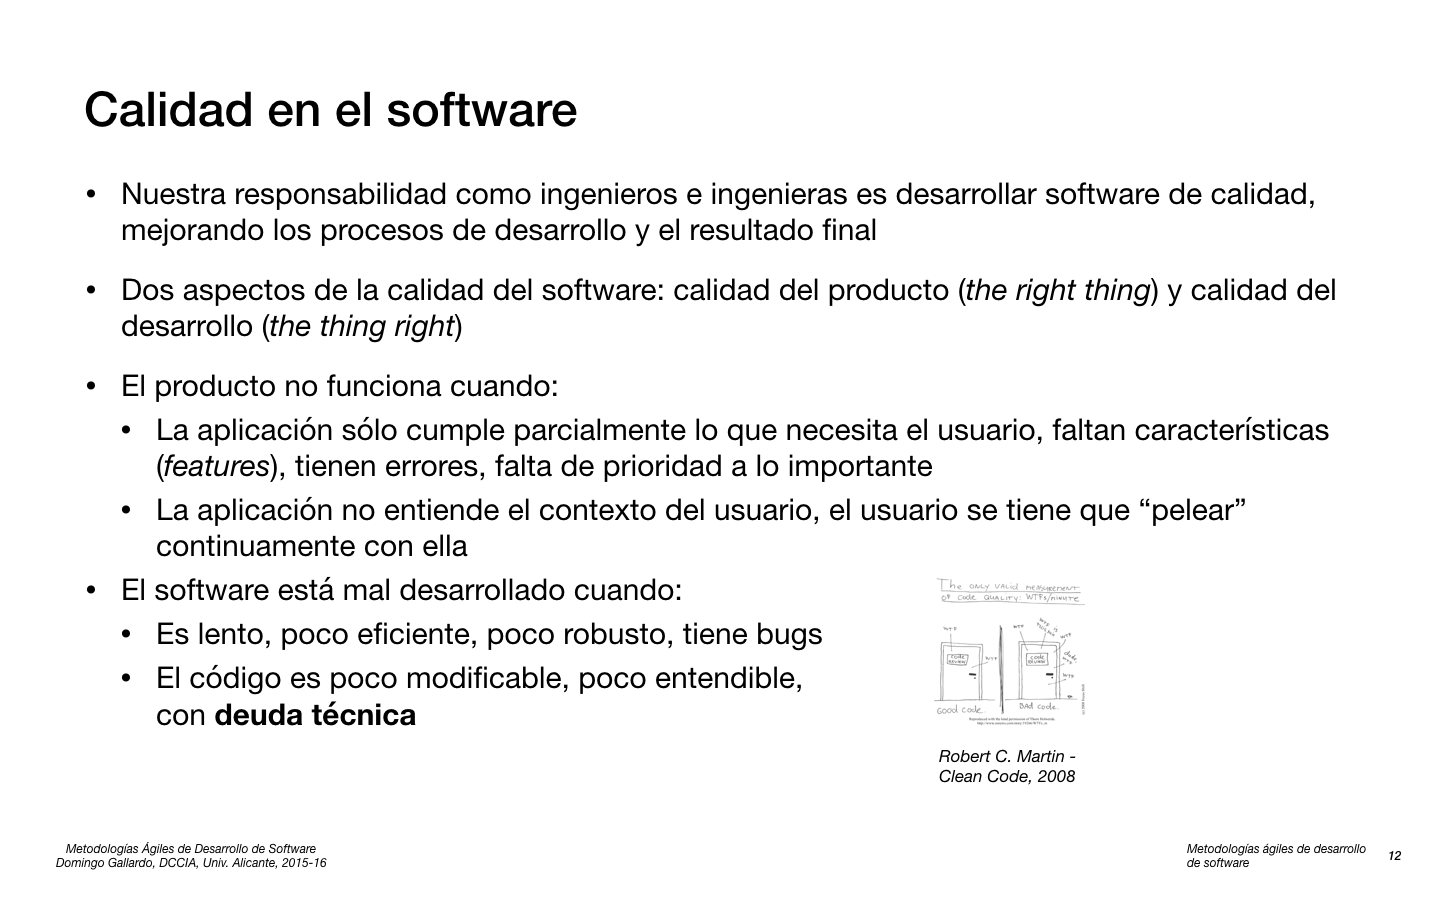 Calidad en el software
• Nuestra responsabilidad como ingenieros e ingenieras es desarrollar software de calidad,
mejorando los procesos de desarrollo y el resultado final
• Dos aspectos de la calidad del software: calidad del producto (the right thing) y calidad del
desarrollo (the thing right)
• El producto no funciona cuando:
• La aplicación sólo cumple parcialmente lo que necesita el usuario, faltan características
(features), tienen errores, falta de prioridad a lo importante
• La aplicación no entiende el contexto del usuario, el usuario se tiene que “pelear”
continuamente con ella
• El software está mal desarrollado cuando:
• Es lento, poco eficiente, poco robusto, tiene bugs
• El código es poco modificable, poco entendible,
con deuda técnica
The ONLY VALID MEASUREMENT
OF Code QUALITY: WTFs/MINUTE
WTF
WTF
CODE
REVIEW
WTF
CODE
REVIEW
WTF
WTF
GOOD code.
BAD code.
Robert C. Martin -
Clean Code, 2008
Metodologías Ágiles de Desarrollo de Software
Domingo Gallardo, DCCIA, Univ. Alicante, 2015-16
Metodologías ágiles de desarrollo
de software
12